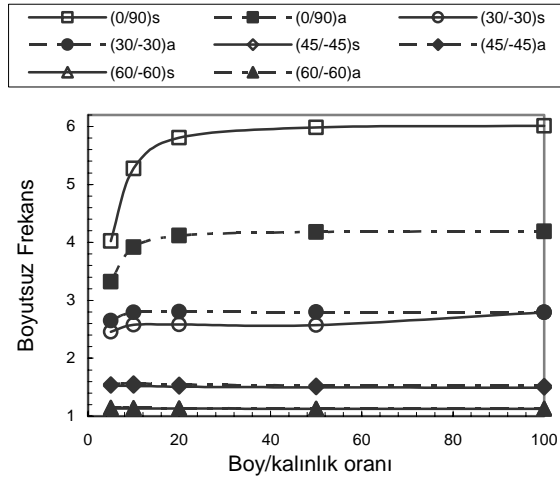 (0/90)s (0/90)a (30/-30)s
(30/-30)a (45/-45)s (45/-45)a
(60/-60)s (60/-60)a
6
5
4
3
2
1
0 20 40 60 80 100
Boyutsuz Frekans
Boy/kalınlık oranı